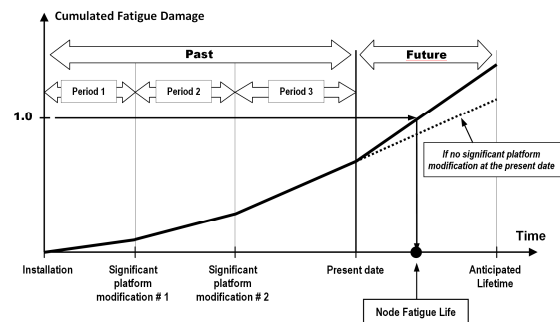 Cumulated Fatigue Damage
Past
Future
Period 1
Period 2
Period 3
1.0
If no significant platform
modification at the present date
Time
Installation
Significant
platform
modification # 1
Significant
platform
modification # 2
Present date
Anticipated
Lifetime
Node Fatigue Life